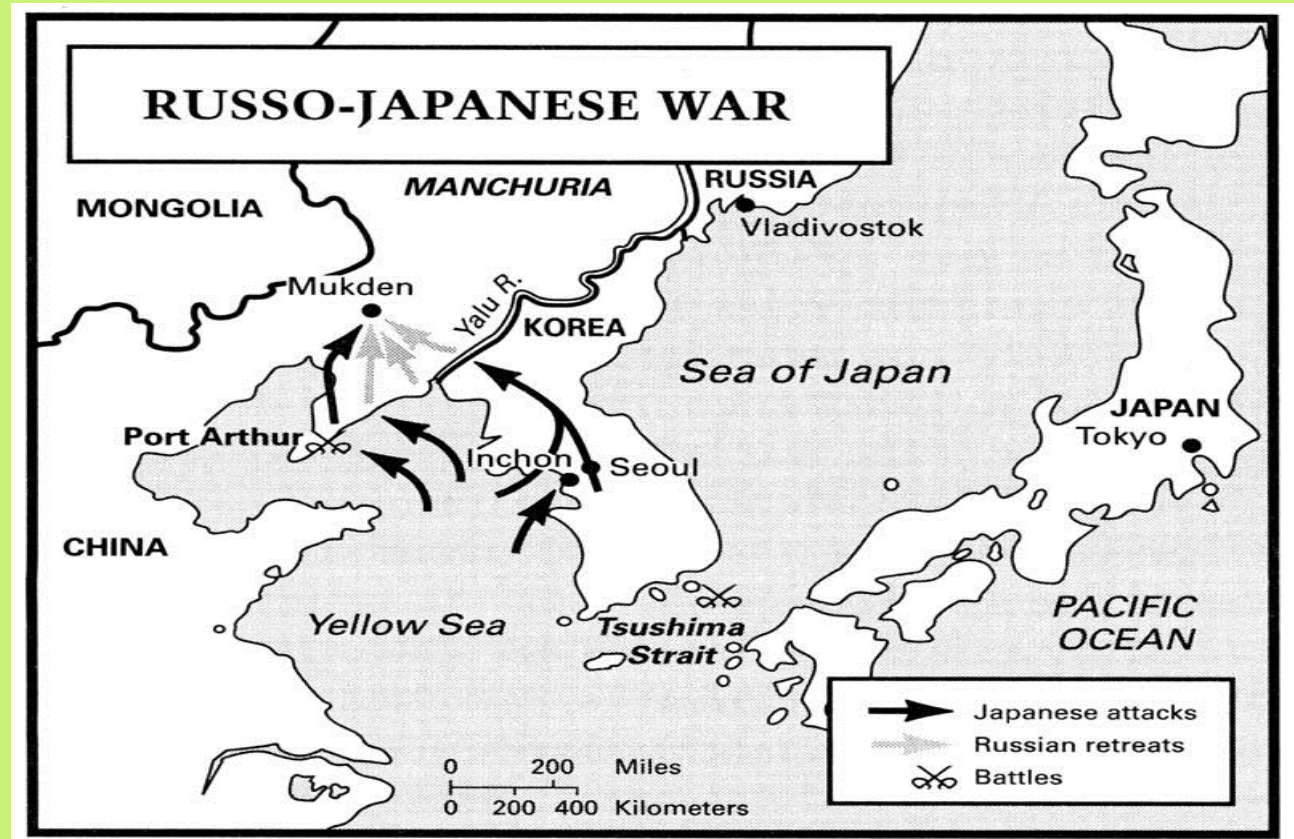 RUSSO-JAPANESE WAR
MONGOLIA
MANCHURIA
RUSSIA
Vladivostok
Mukden
Yalu R.
KOREA
Sea of Japan
JAPAN
Tokyo
Port Arthur
Inchon
Seoul
CHINA
Yellow Sea
Tsushima
Strait
PACIFIC
OCEAN
Japanese attacks
Russian retreats
Battles
0 200 Miles
0 200 400 Kilometers